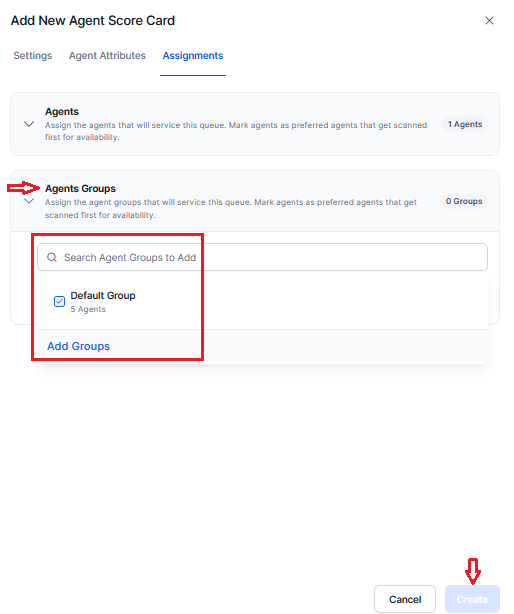 Add New Agent Score Card
Settings Agent Attributes Assignments
Agents
Assign the agents that will service this queue. Mark agents as preferred agents that get scanned
first for availability.
1 Agents
Agents Groups
Assign the agent groups that will service this queue. Mark agents as preferred agents that get
scanned first for availability.
0 Groups
Search Agent Groups to Add
Default Group
5 Agents
Add Groups
Cancel Create